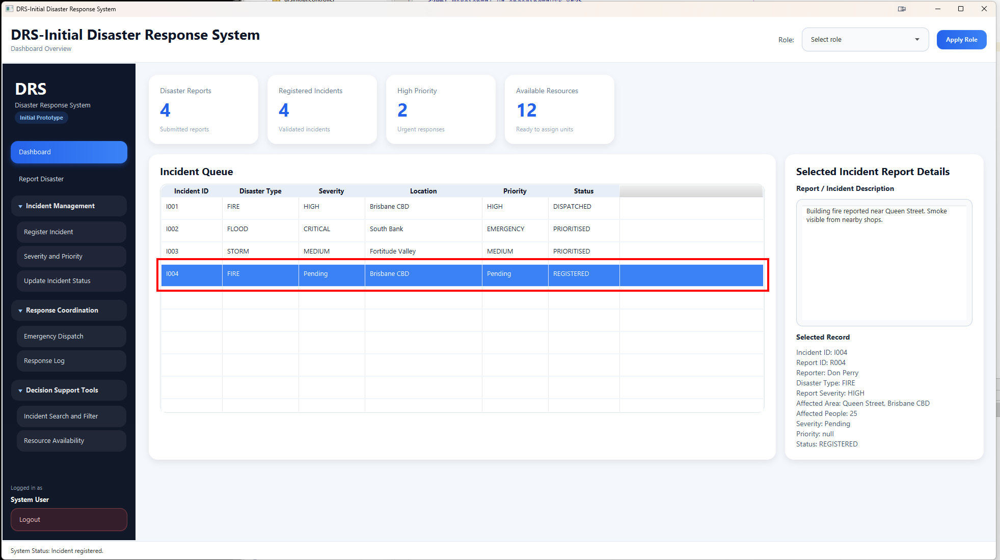 DRS-Initial Disaster Response System
DRS-Initial Disaster Response System
Dashboard Overview
Role:
Select role
Apply Role
DRS
Disaster Response System
Initial Prototype
Dashboard
Report Disaster
Incident Management
Register Incident
Severity and Priority
Update Incident Status
Response Coordination
Emergency Dispatch
Response Log
Decision Support Tools
Incident Search and Filter
Resource Availability
Logged in as
System User
Logout
Disaster Reports
4
Submitted reports
Registered Incidents
4
Validated incidents
High Priority
2
Urgent responses
Available Resources
12
Ready to assign units
Incident Queue
Incident ID Disaster Type Severity Location Priority Status
I001 FIRE HIGH Brisbane CBD HIGH DISPATCHED
I002 FLOOD CRITICAL South Bank EMERGENCY PRIORITISED
I003 STORM MEDIUM Fortitude Valley MEDIUM PRIORITISED
I004 FIRE Pending Brisbane CBD Pending REGISTERED
Selected Incident Report Details
Report / Incident Description
Building fire reported near Queen Street. Smoke
visible from nearby shops.
Selected Record
Incident ID: I004
Report ID: R004
Reporter: Don Perry
Disaster Type: FIRE
Report Severity: HIGH
Affected Area: Queen Street, Brisbane CBD
Affected People: 25
Severity: Pending
Priority: null
Status: REGISTERED
System Status: Incident registered.